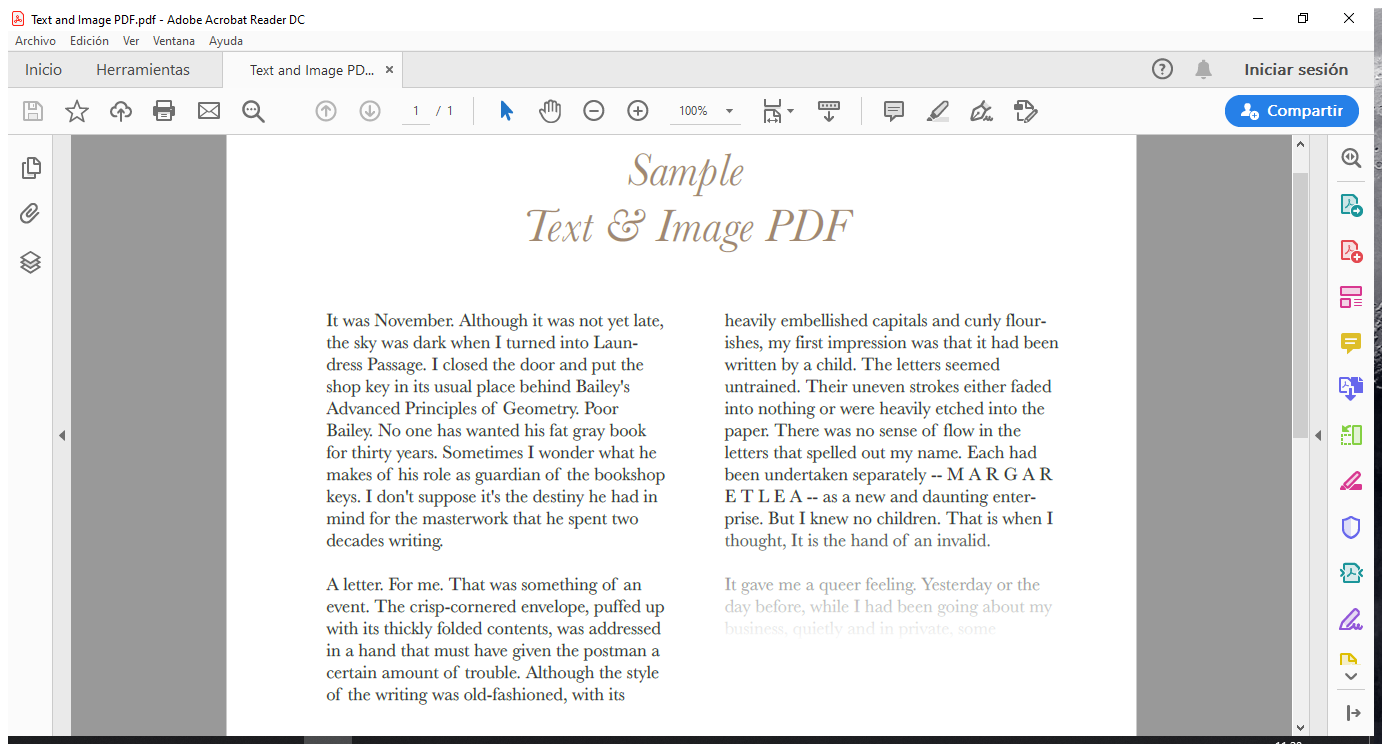 Text and Image PDF.pdf - Adobe Acrobat Reader DC
Archivo Edición Ver Ventana Ayuda
Inicio Herramientas Text and Image PD... × Iniciar sesión
1 / 1 100% Compartir
Sample
Text & Image PDF
It was November. Although it was not yet late,
the sky was dark when I turned into Laun-
dress Passage. I closed the door and put the
shop key in its usual place behind Bailey's
Advanced Principles of Geometry. Poor
Bailey. No one has wanted his fat gray book
for thirty years. Sometimes I wonder what he
makes of his role as guardian of the bookshop
keys. I don't suppose it's the destiny he had in
mind for the masterwork that he spent two
decades writing.
A letter. For me. That was something of an
event. The crisp-cornered envelope, puffed up
with its thickly folded contents, was addressed
in a hand that must have given the postman a
certain amount of trouble. Although the style
of the writing was old-fashioned, with its
heavily embellished capitals and curly flour-
ishes, my first impression was that it had been
written by a child. The letters seemed
untrained. Their uneven strokes either faded
into nothing or were heavily etched into the
paper. There was no sense of flow in the
letters that spelled out my name. Each had
been undertaken separately -- M A R G A R
E T L E A -- as a new and daunting enter-
prise. But I knew no children. That is when I
thought, It is the hand of an invalid.
It gave me a queer feeling. Yesterday or the
day before, while I had been going about my
business, quietly and in private, some